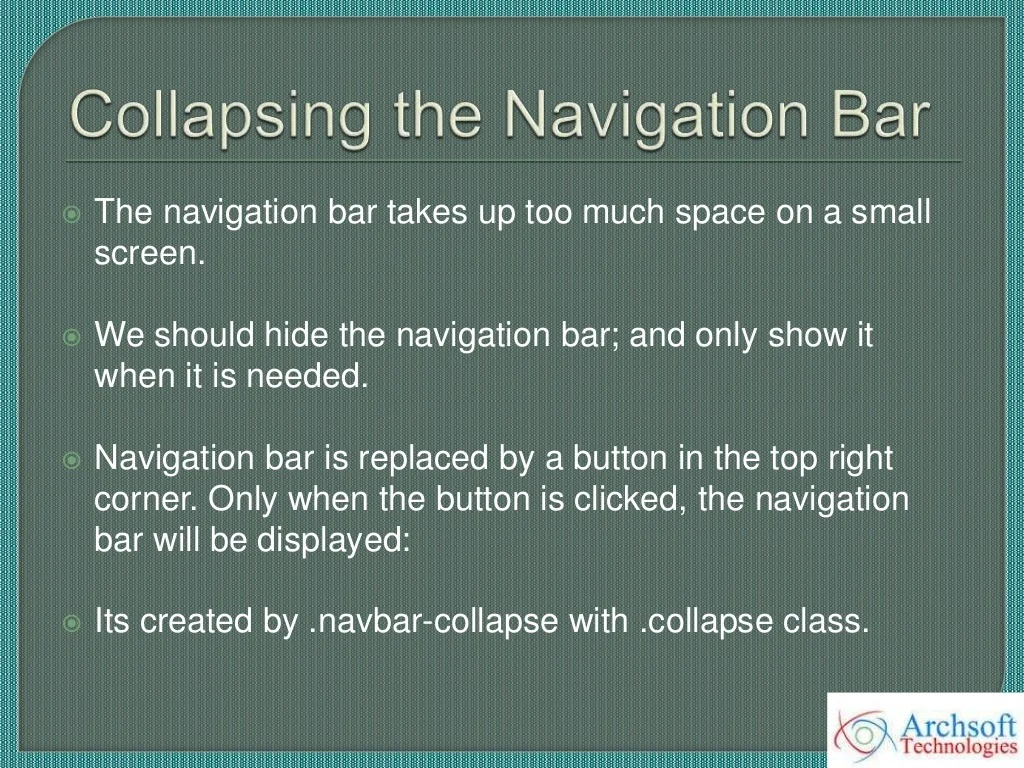 Collapsing the Navigation Bar
The navigation bar takes up too much space on a small
screen.
We should hide the navigation bar; and only show it
when it is needed.
Navigation bar is replaced by a button in the top right
corner. Only when the button is clicked, the navigation
bar will be displayed:
Its created by .navbar-collapse with .collapse class.
Archsoft
Technologies